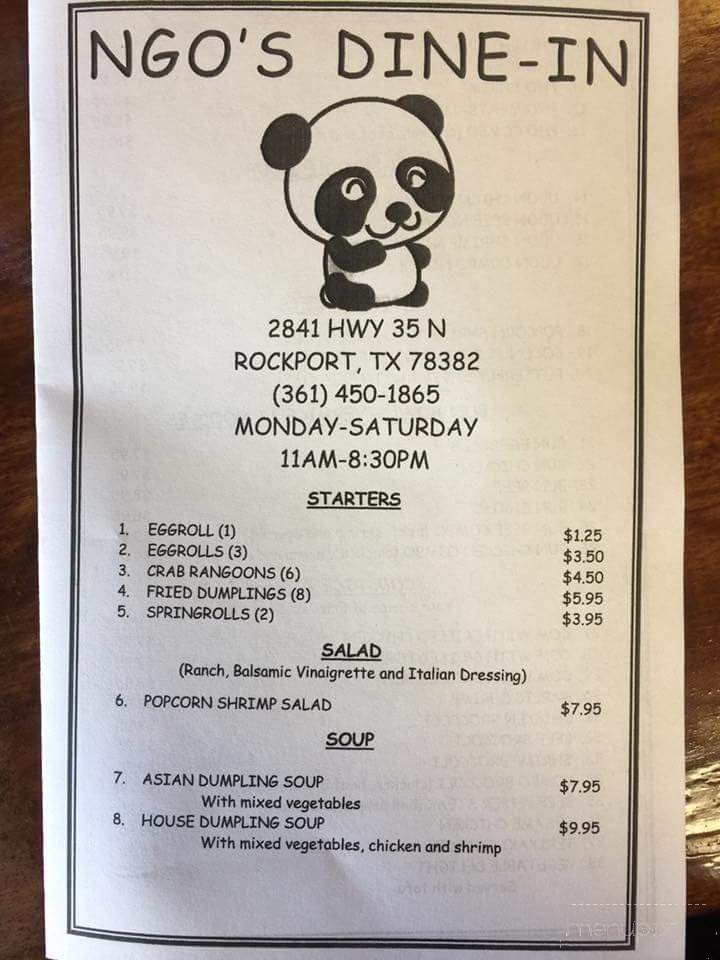 NGO'S DINE-IN
2841 HWY 35 N
ROCKPORT, TX 78382
(361) 450-1865
MONDAY-SATURDAY
11AM-8:30PM
STARTERS
1. EGGROLL (1) $1.25
2. EGGROLLS (3) $3.50
3. CRAB RANGOONS (6) $4.50
4. FRIED DUMPLINGS (8) $5.95
5. SPRINGROLLS (2) $3.95
SALAD
(Ranch, Balsamic Vinaigrette and Italian Dressing)
6. POPCORN SHRIMP SALAD $7.95
SOUP
7. ASIAN DUMPLING SOUP $7.95
With mixed vegetables
8. HOUSE DUMPLING SOUP $9.95
With mixed vegetables, chicken and shrimp